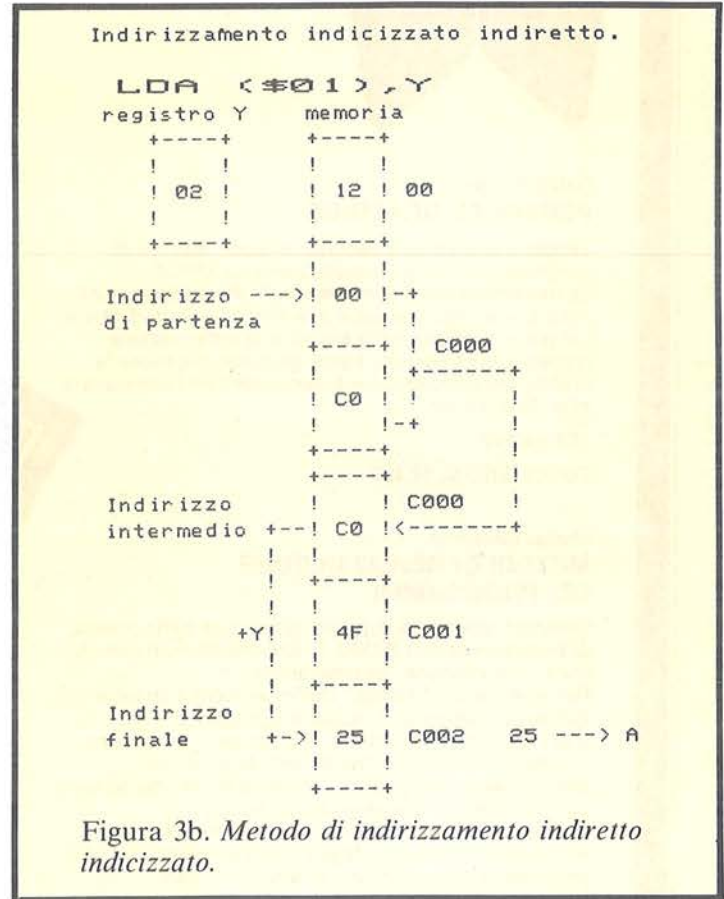 Indirizzamento indicizzato indiretto.
LDA ($01),Y
registro Y memoria
+----+ +----+
! ! ! !
! 02 ! ! 12 ! 00
! ! ! !
+----+ +----+
! !
Indirizzo --->! 00 !-+
di partenza ! ! !
+----+ ! C000
! ! +------+
! C0 ! ! !
! !-+ !
+----+ !
+----+ !
Indirizzo ! ! C000 !
intermedio +--! C0 !<-------+
! ! !
! +----+
! ! !
+Y! ! 4F ! C001
! ! !
! +----+
Indirizzo ! ! !
finale +->! 25 ! C002 25 ---> A
! !
+----+
Figura 3b. Metodo di indirizzamento indiretto
indicizzato.